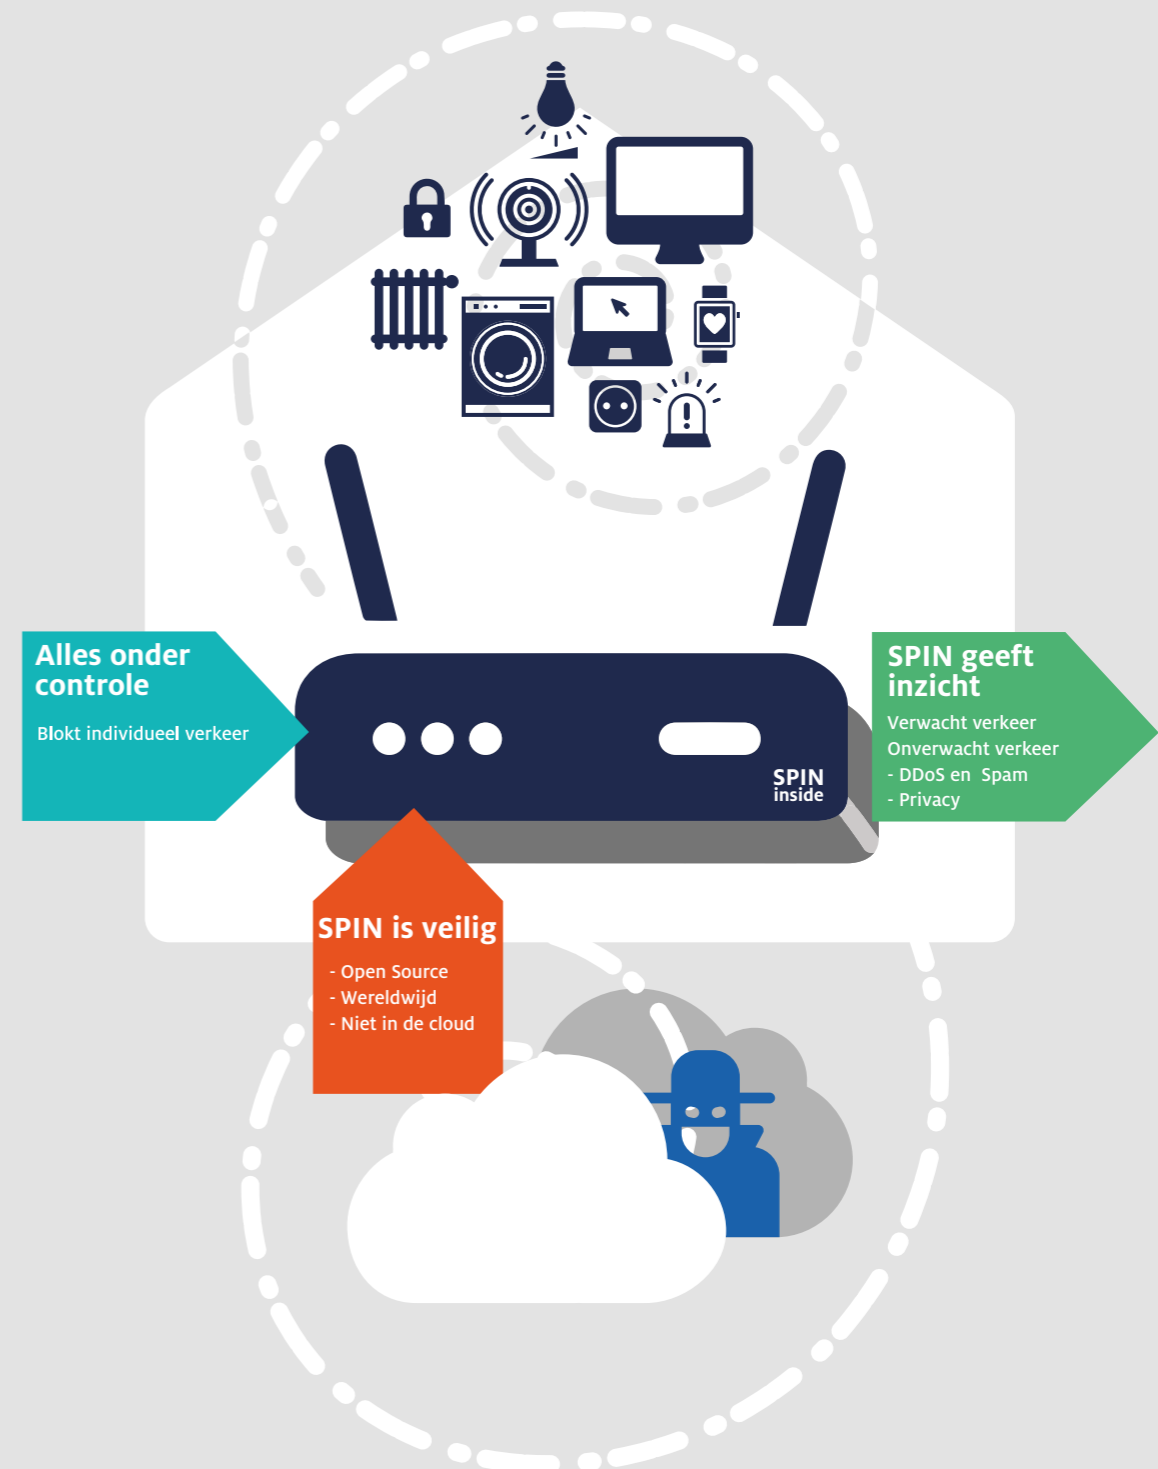 Alles onder
controle
Blokt individueel verkeer
SPIN geeft
inzicht
Verwacht verkeer
Onverwacht verkeer
- DDoS en Spam
- Privacy
SPIN
inside
SPIN is veilig
- Open Source
- Wereldwijd
- Niet in de cloud